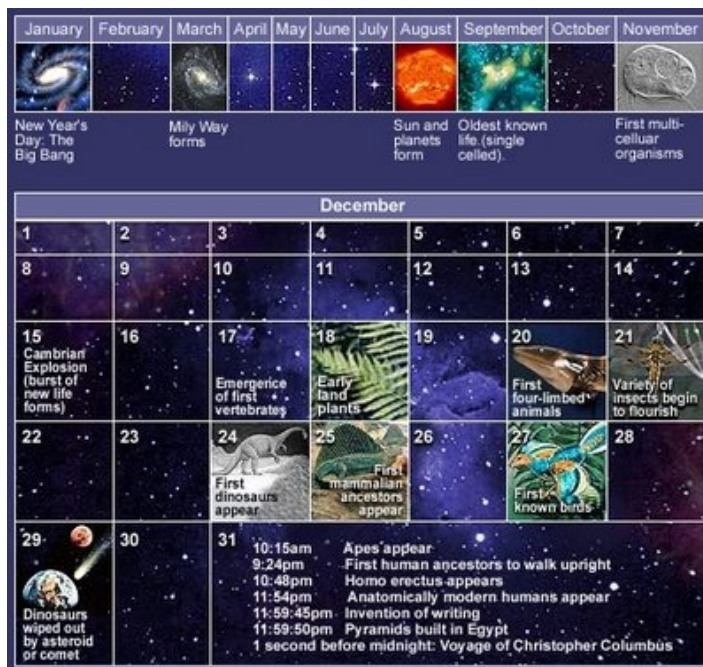 January February March April May June July August September October November
New Year's
Day: The
Big Bang
Mily Way
forms
Sun and
planets
form
Oldest known
life.(single
celled).
First multi-
celluar
organisms
December
1 2 3 4 5 6 7
8 9 10 11 12 13 14
15
Cambrian
Explosion
(burst of
new life
forms)
16
17
Emergence
of first
vertebrates
18
Early
land
plants
19
20
First
four-limbed
animals
21
Variety of
insects begin
to flourish
22
23
24
First
dinosaurs
appear
25
First
mammalian
ancestors
appear
26
27
First
known birds
28
29
Dinosaurs
wiped out
by asteroid
or comet
30
31
10:15am Apes appear
9:24pm First human ancestors to walk upright
10:48pm Homo erectus appears
11:54pm Anatomically modern humans appear
11:59:45pm Invention of writing
11:59:50pm Pyramids built in Egypt
1 second before midnight: Voyage of Christopher Columbus